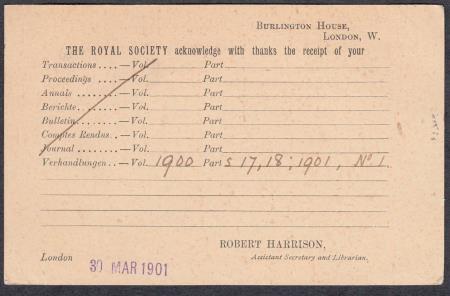 BURLINGTON HOUSE,
LONDON, W.
THE ROYAL SOCIETY acknowledge with thanks the receipt of your
Transactions .... — Vol. Part
Proceedings .... — Vol. Part
Annals ....... — Vol. Part
Berichte ....... — Vol. Part
Bulletin ....... — Vol. Part
Comptes Rendus. — Vol. Part
Journal ........ — Vol. Part
Verhandlungen .. — Vol. 1900 Part s 17, 18; 1901, No 1
ROBERT HARRISON,
London Assistant Secretary and Librarian.
30 MAR 1901